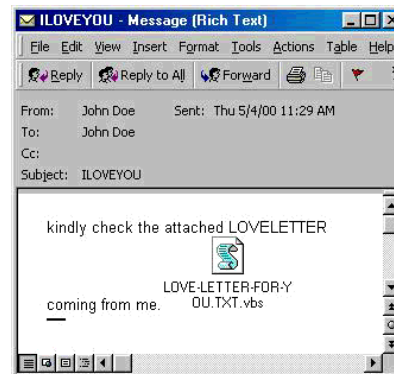 ILOVEYOU - Message (Rich Text)
File Edit View Insert Format Tools Actions Table Help
Reply Reply to All Forward
From: John Doe Sent: Thu 5/4/00 11:29 AM
To: John Doe
Cc:
Subject: ILOVEYOU
kindly check the attached LOVELETTER
LOVE-LETTER-FOR-Y
OU.TXT.vbs
coming from me.